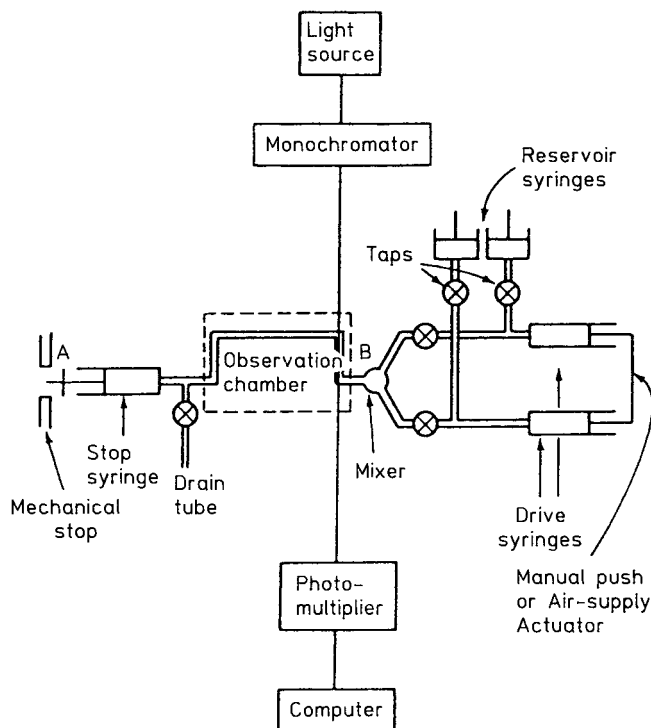 Light
source
Monochromator
Reservoir
syringes
Taps
A
B
Observation
chamber
Stop
syringe
Drain
tube
Mixer
Mechanical
stop
Drive
syringes
Manual push
or Air-supply
Actuator
Photo-
multiplier
Computer